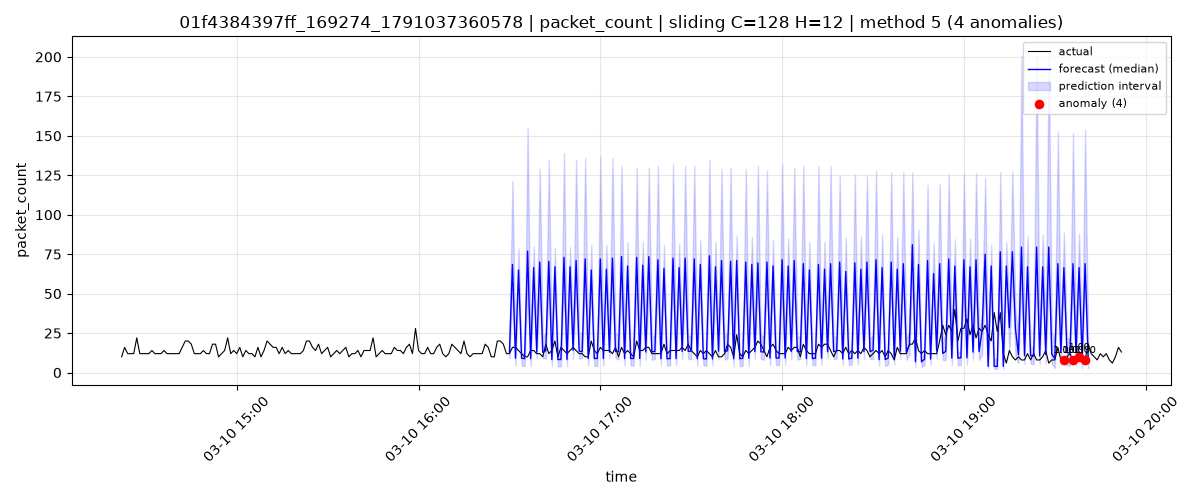 01f4384397ff_169274_1791037360578 | packet_count | sliding C=128 H=12 | method 5 (4 anomalies)
actual
forecast (median)
prediction interval
anomaly (4)
packet_count
200
175
150
125
100
75
50
25
0
03-10 15:00
03-10 16:00
03-10 17:00
03-10 18:00
03-10 19:00
03-10 20:00
time